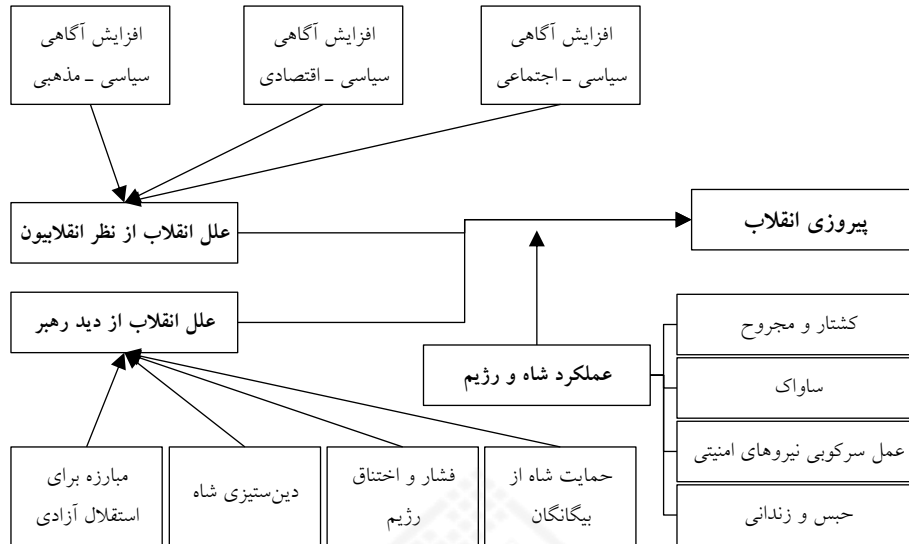 افزایش آگاهی
سیاسی ـ اجتماعی
افزایش آگاهی
سیاسی ـ اقتصادی
افزایش آگاهی
سیاسی ـ مذهبی
پیروزی انقلاب
علل انقلاب از نظر انقلابیون
علل انقلاب از دید رهبر
عملکرد شاه و رژیم
کشتار و مجروح
ساواک
عمل سرکوبی نیروهای امنیتی
حبس و زندانی
حمایت شاه از
بیگانگان
فشار و اختناق
رژیم
دین‌ستیزی شاه
مبارزه برای
استقلال آزادی